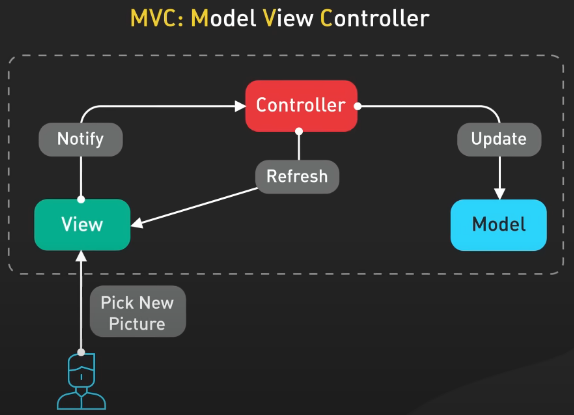 MVC: Model View Controller
Controller
Notify
Update
Refresh
View
Model
Pick New
Picture